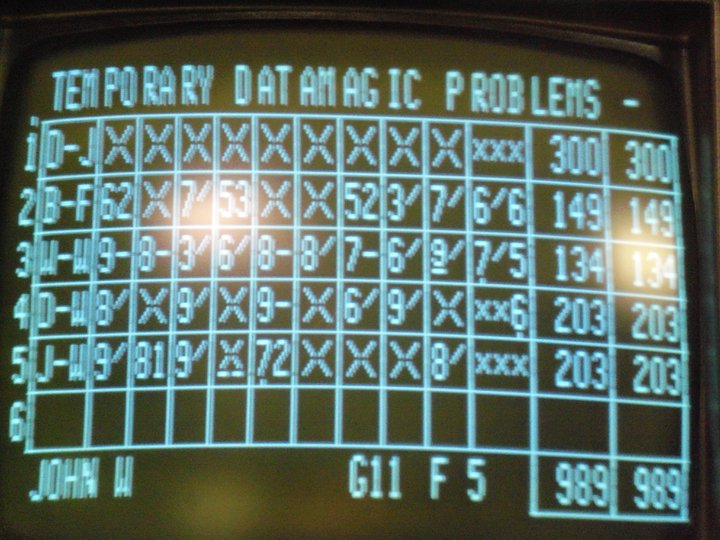 TEMPORARY DATAMAGIC PROBLEMS -
1 D-J X X X X X X X X X xxx 300 300
2 B-F 62 X 7/ 53 X X 52 3/ 7/ 6/6 149 149
3 W-W 9- 8- 3/ 6/ 8- 8/ 7- 6/ 9/ 7/5 134 134
4 D-W 8/ X 9/ X 9- X 6/ 9/ X xx6 203 203
5 J-W 9/ 81 9/ X 72 X X X 8/ xxx 203 203
6
JOHN W G11 F 5 989 989